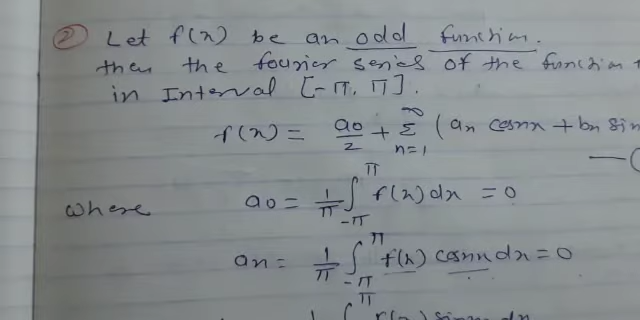 ② Let f(x) be an odd function.
then the fourier series of the function
in Interval [-π, π].
f(x) = a0/2 + ∞Σn=1 (an cosnx + bn sin
where a0 = 1/π ∫-π^π f(x) dx = 0
an = 1/π ∫-π^π f(x) cosnx dx = 0